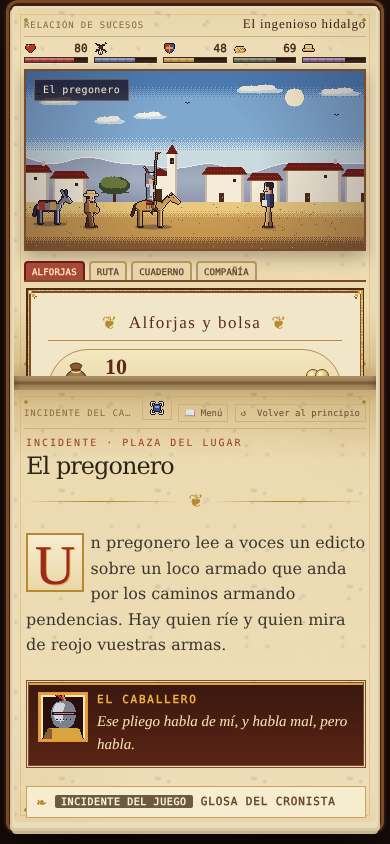 RELACIÓN DE SUCESOS
El ingenioso hidalgo
80 48 69
El pregonero
ALFORJAS RUTA CUADERNO COMPAÑÍA
❦ Alforjas y bolsa ❦
10
INCIDENTE DEL CA…
📖 Menú
↺ Volver al principio
INCIDENTE · PLAZA DEL LUGAR
El pregonero
Un pregonero lee a voces un edicto
sobre un loco armado que anda
por los caminos armando
pendencias. Hay quien ríe y quien mira
de reojo vuestras armas.
EL CABALLERO
Ese pliego habla de mí, y habla mal, pero
habla.
❧ INCIDENTE DEL JUEGO GLOSA DEL CRONISTA